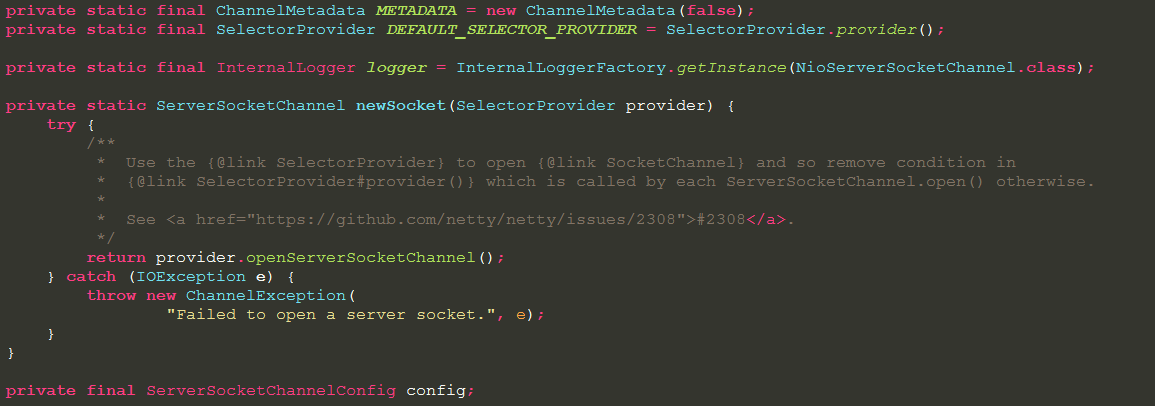 private static final ChannelMetadata METADATA = new ChannelMetadata(false);
private static final SelectorProvider DEFAULT_SELECTOR_PROVIDER = SelectorProvider.provider();
private static final InternalLogger logger = InternalLoggerFactory.getInstance(NioServerSocketChannel.class);
private static ServerSocketChannel newSocket(SelectorProvider provider) {
    try {
        /**
         *  Use the {@link SelectorProvider} to open {@link SocketChannel} and so remove condition in
         *  {@link SelectorProvider#provider()} which is called by each ServerSocketChannel.open() otherwise.
         *
         *  See <a href="https://github.com/netty/netty/issues/2308">#2308</a>.
         */
        return provider.openServerSocketChannel();
    } catch (IOException e) {
        throw new ChannelException(
                "Failed to open a server socket.", e);
    }
}
private final ServerSocketChannelConfig config;